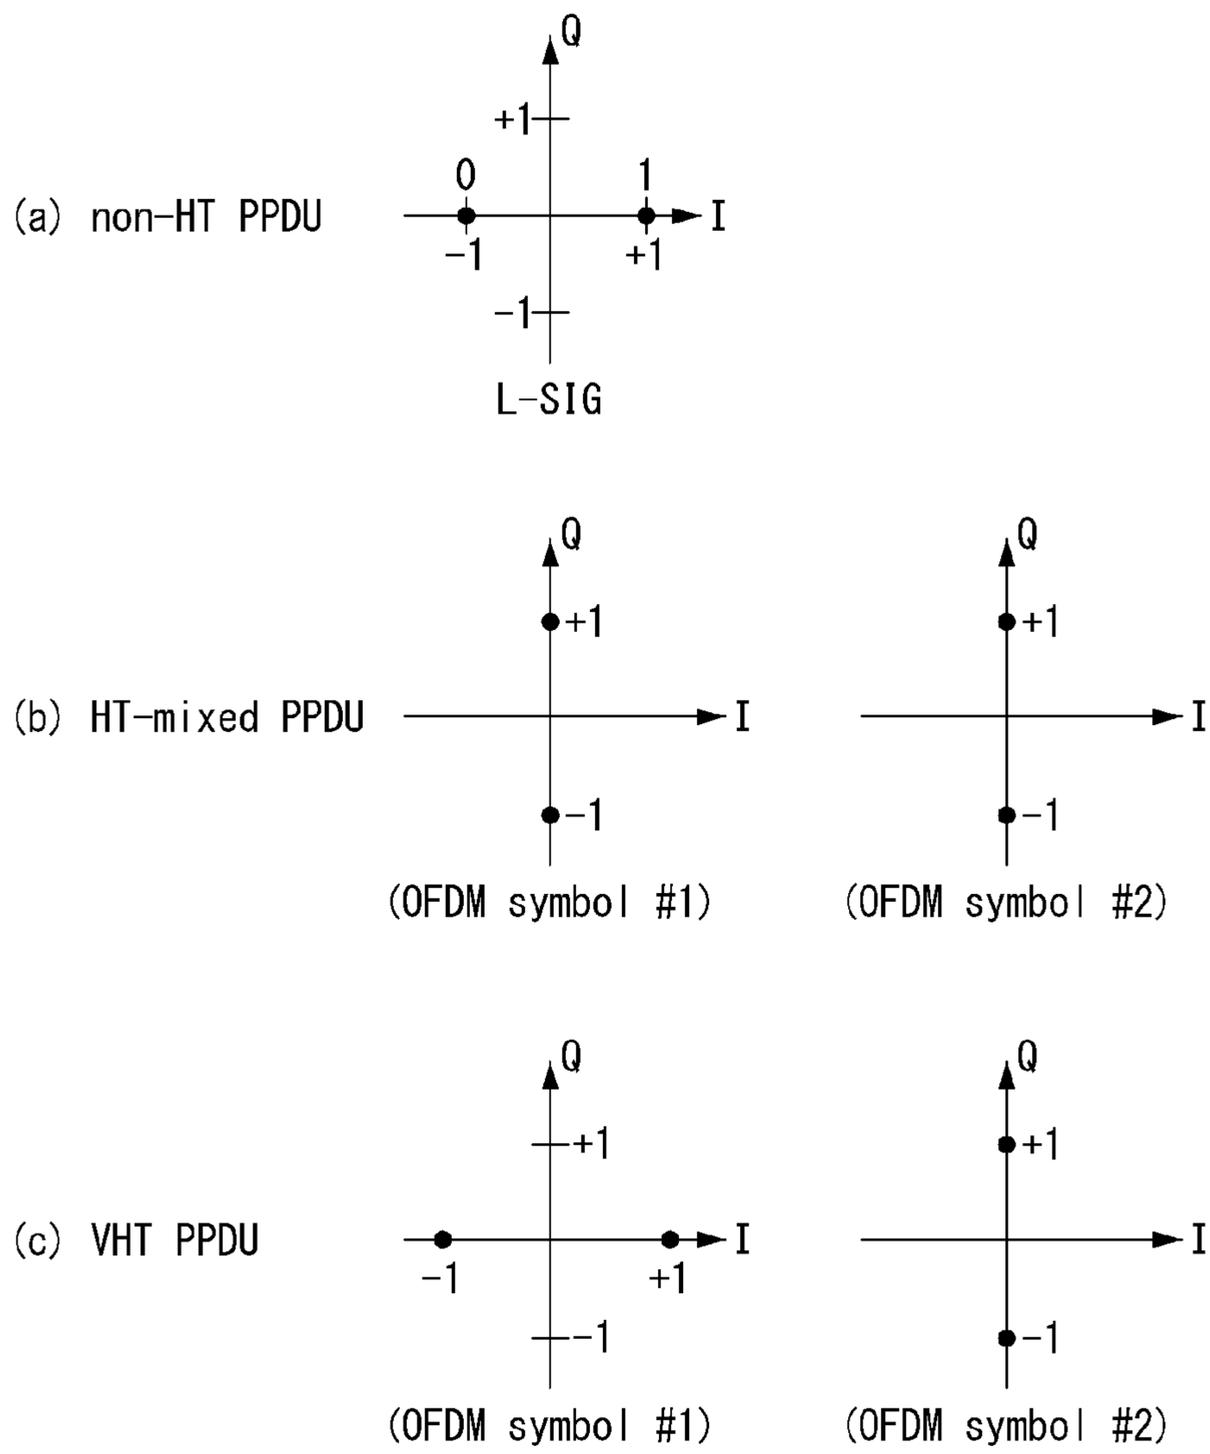 Q
+1
0 1
(a) non-HT PPDU I
-1 +1
-1
L-SIG
Q Q
+1 +1
(b) HT-mixed PPDU I I
-1 -1
(OFDM symbol #1) (OFDM symbol #2)
Q Q
+1 +1
(c) VHT PPDU I I
-1 +1
-1 -1
(OFDM symbol #1) (OFDM symbol #2)